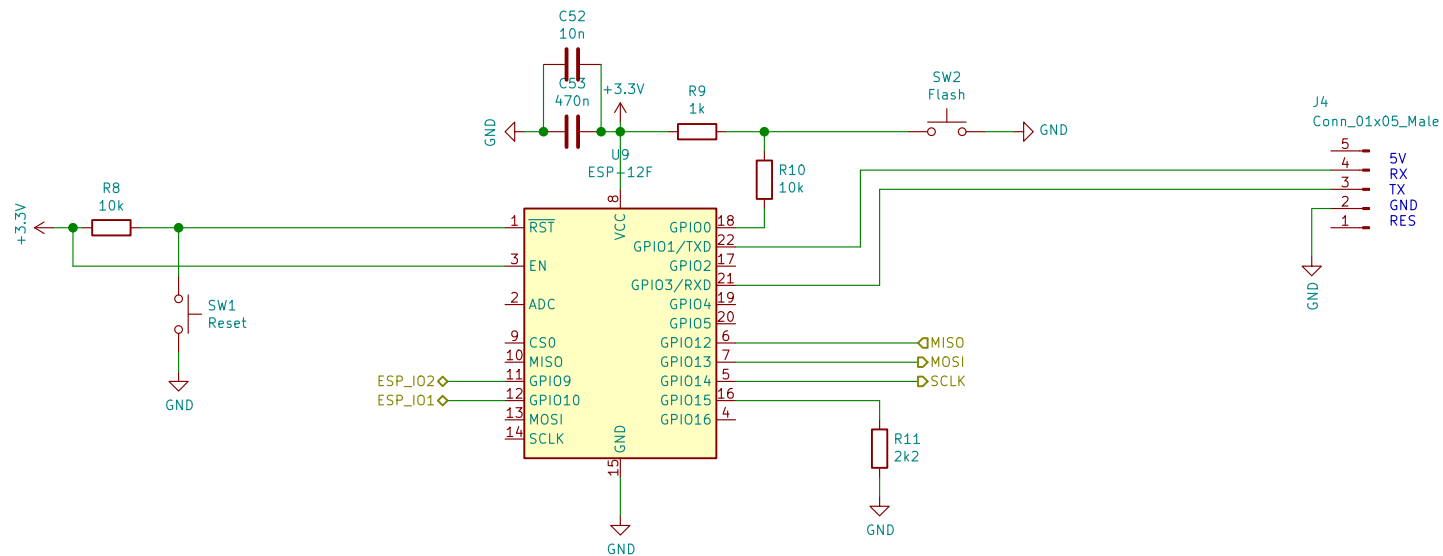 C52
10n
C53
470n
+3.3V
GND
R9
1k
SW2
Flash
GND
J4
Conn_01x05_Male
U9
ESP-12F
R10
10k
5
4
3
2
1
5V
RX
TX
GND
RES
GND
R8
10k
+3.3V
SW1
Reset
GND
8
VCC
1 RST
3 EN
2 ADC
9 CS0
10 MISO
ESP_IO2 11 GPIO9
ESP_IO1 12 GPIO10
13 MOSI
14 SCLK
GPIO0 18
GPIO1/TXD 22
GPIO2 17
GPIO3/RXD 21
GPIO4 19
GPIO5 20
GPIO12 6 MISO
GPIO13 7 MOSI
GPIO14 5 SCLK
GPIO15 16
GPIO16 4
GND
15
GND
R11
2k2
GND